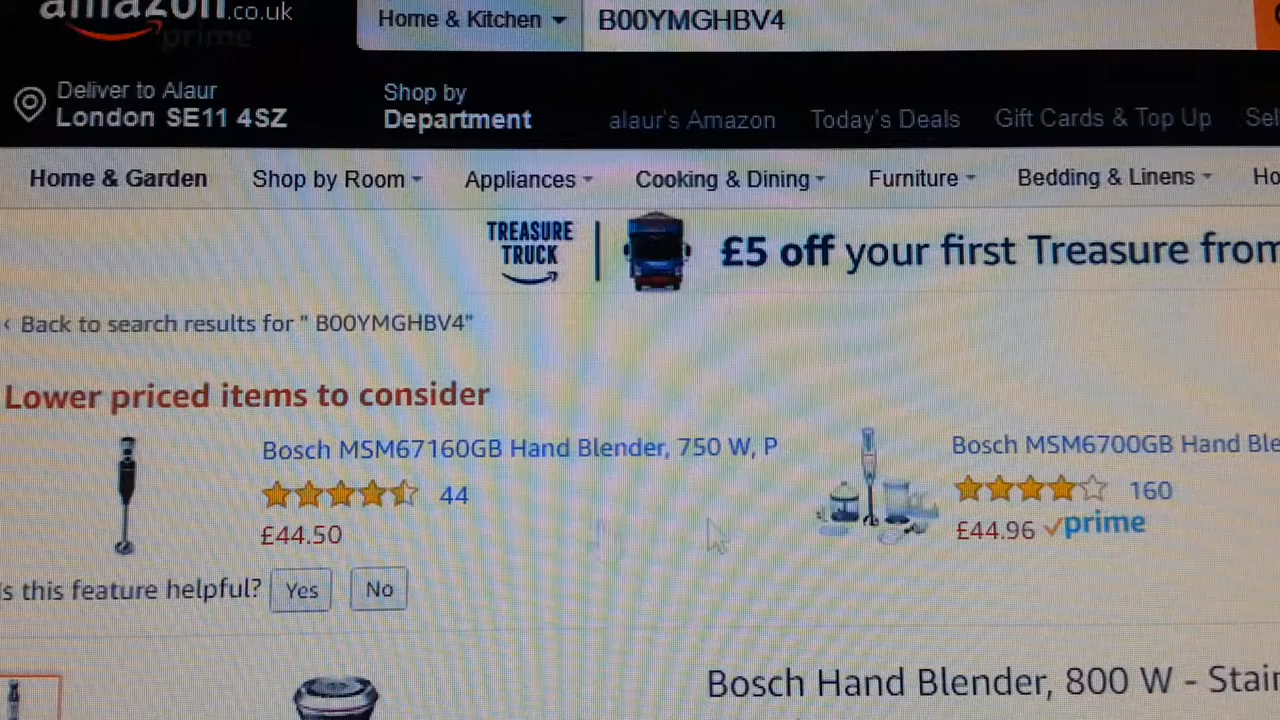 amazon.co.uk
prime
Home & Kitchen
B00YMGHBV4
Deliver to Alaur
London SE11 4SZ
Shop by
Department
alaur's Amazon
Today's Deals
Gift Cards & Top Up
Sel
Home & Garden
Shop by Room
Appliances
Cooking & Dining
Furniture
Bedding & Linens
Ho
TREASURE
TRUCK
£5 off your first Treasure from
‹ Back to search results for " B00YMGHBV4"
Lower priced items to consider
Bosch MSM67160GB Hand Blender, 750 W, P
44
£44.50
Bosch MSM6700GB Hand Ble
160
£44.96 prime
s this feature helpful? Yes No
Bosch Hand Blender, 800 W - Stain